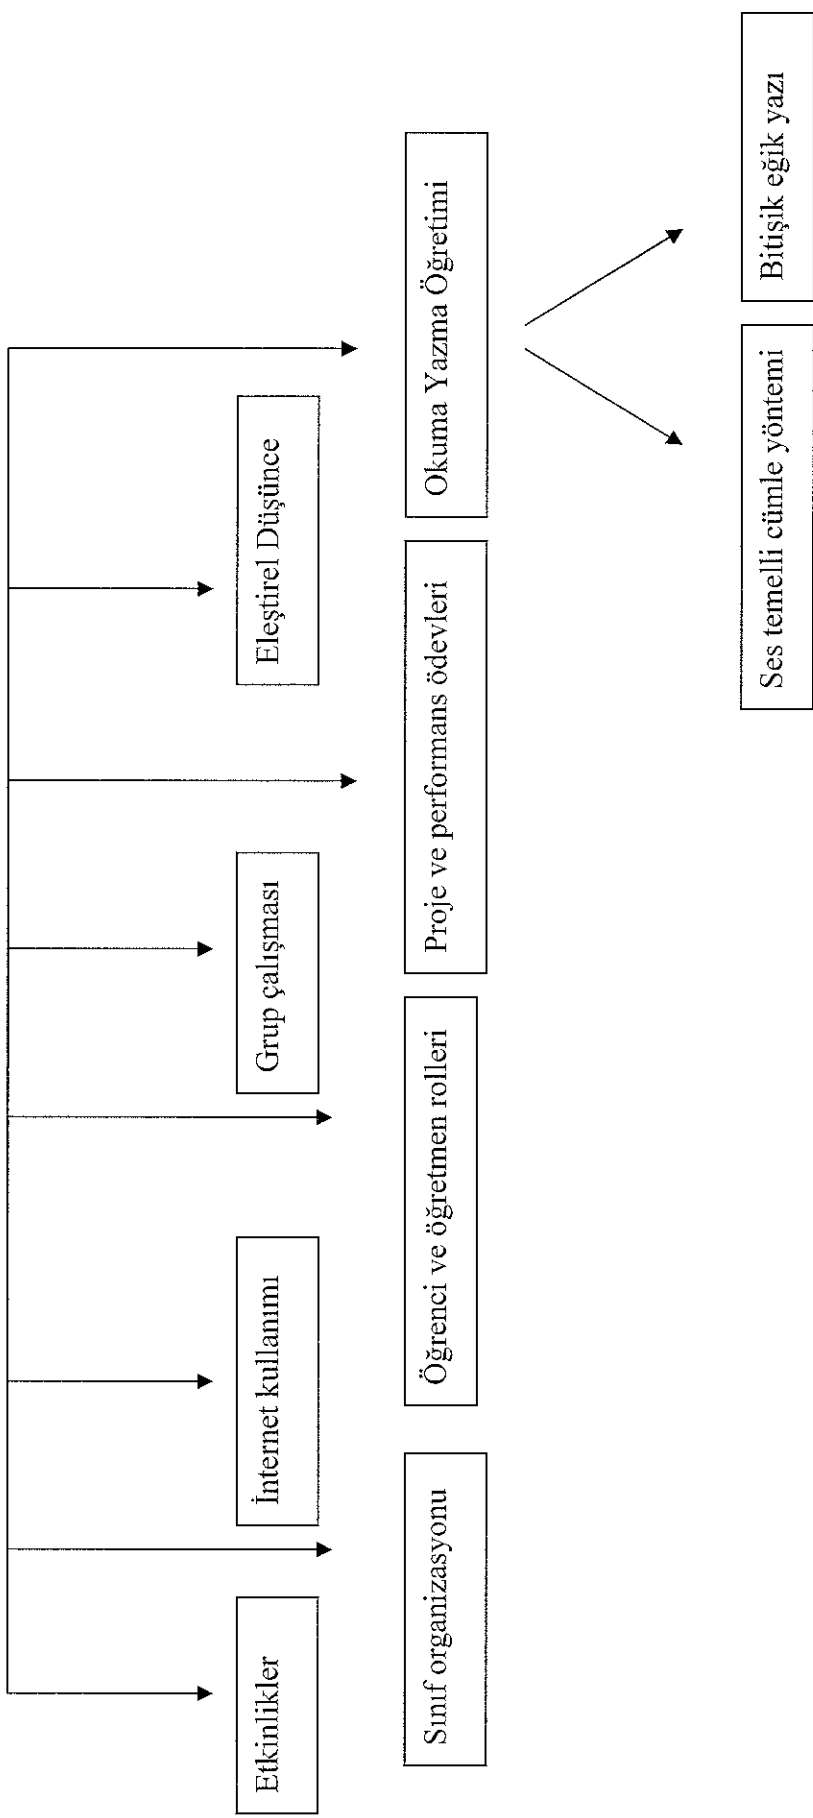 Etkinlikler
İnternet kullanımı
Grup çalışması
Eleştirel Düşünce
Sınıf organizasyonu
Öğrenci ve öğretmen rolleri
Proje ve performans ödevleri
Okuma Yazma Öğretimi
Ses temelli cümle yöntemi
Bitişik eğik yazı